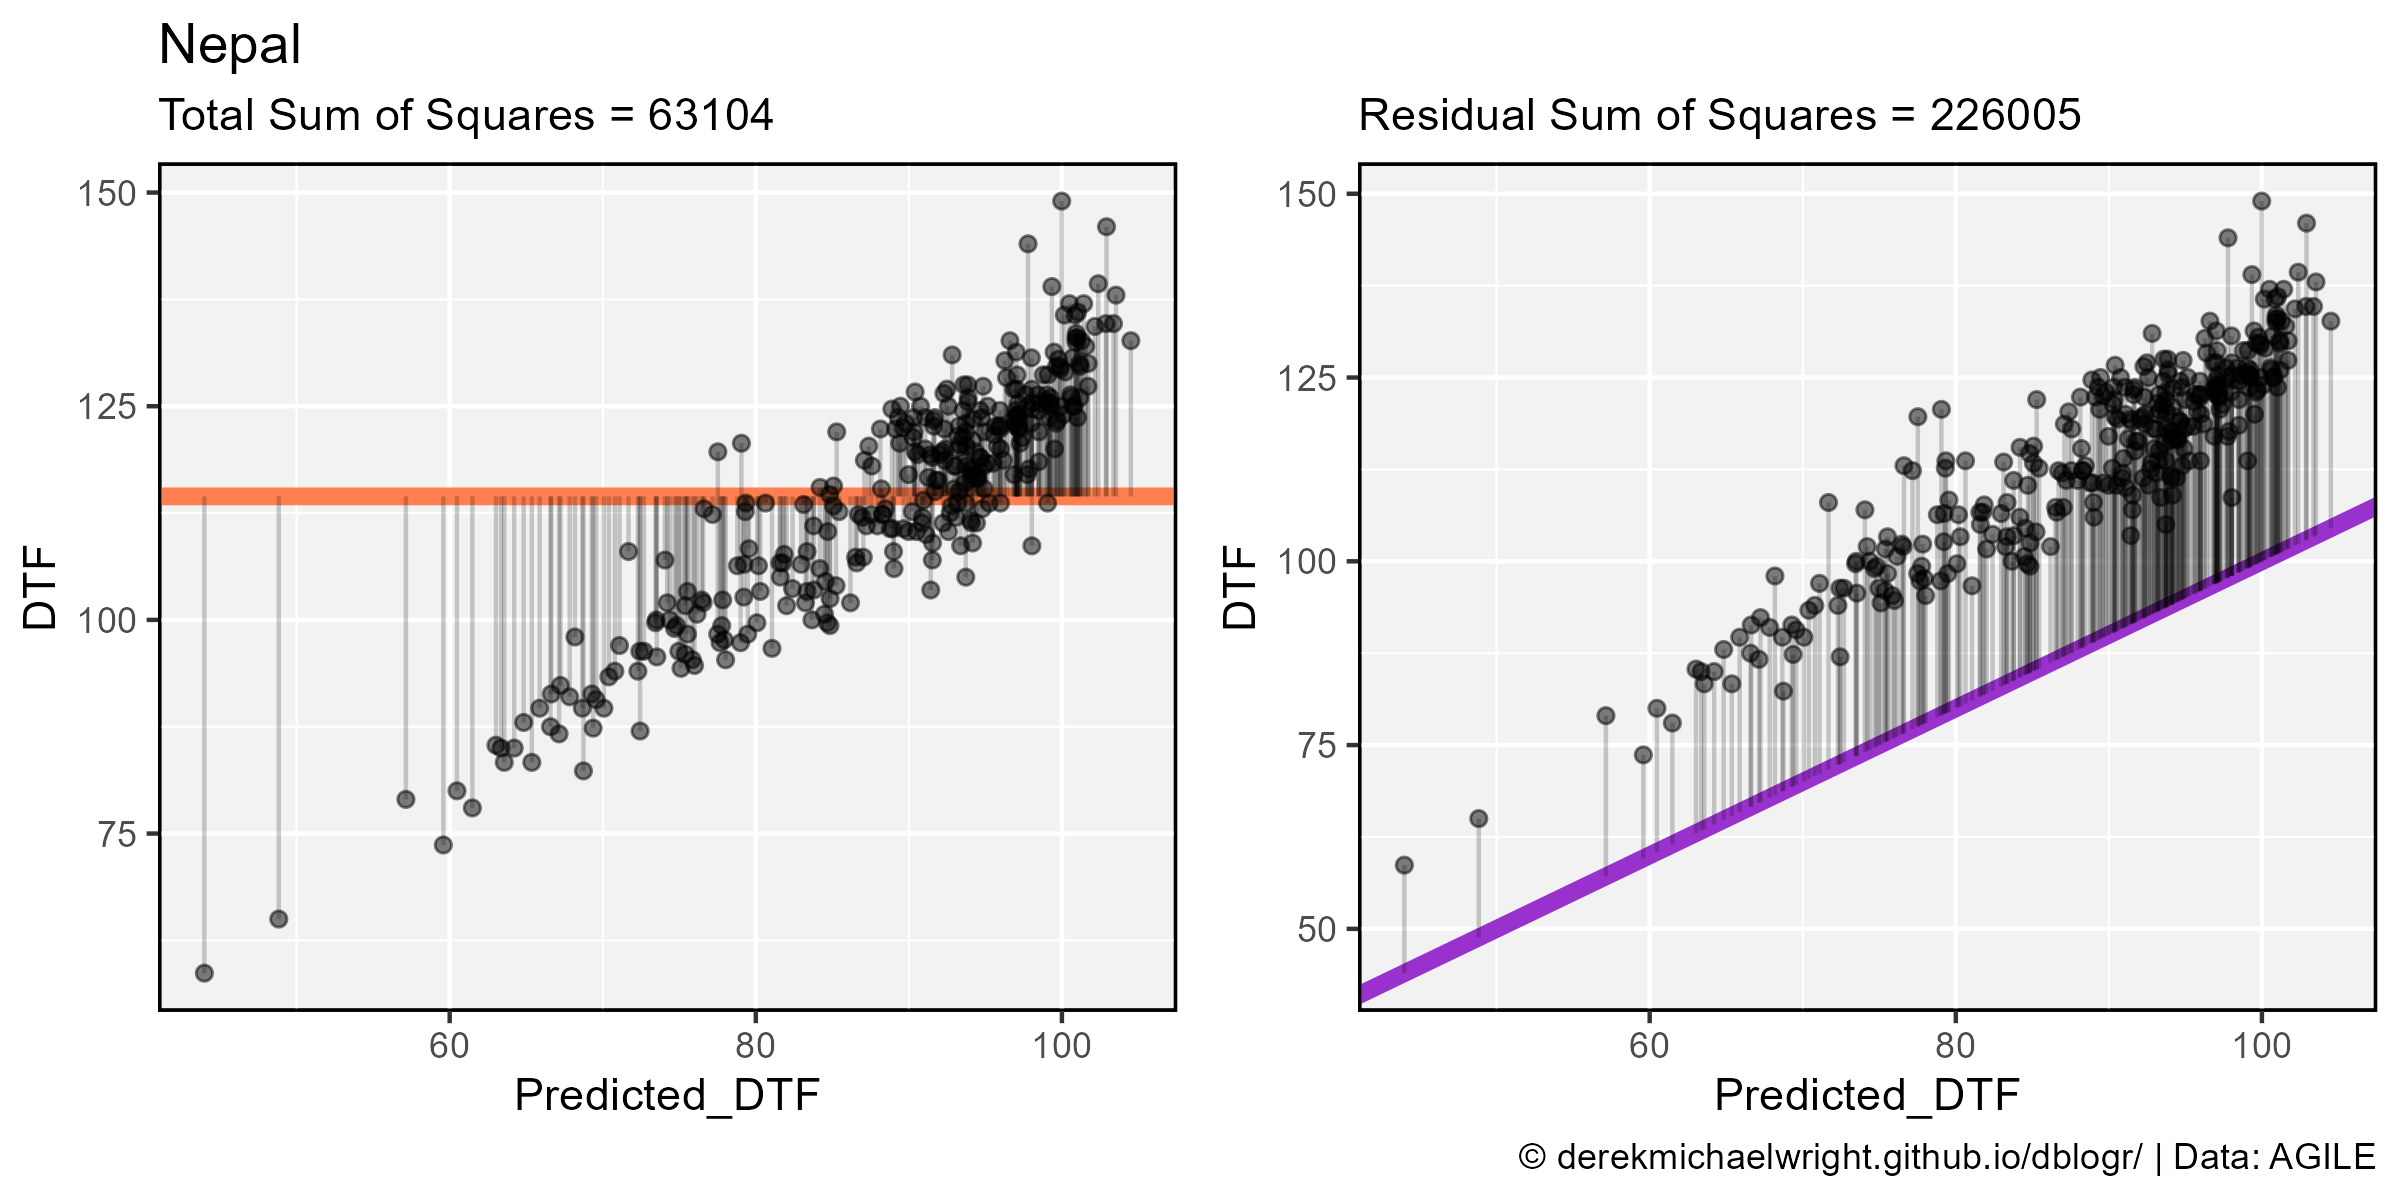 Nepal
Total Sum of Squares = 63104
150
125
100
75
DTF
60 80 100
Predicted_DTF
Residual Sum of Squares = 226005
150
125
100
75
50
DTF
60 80 100
Predicted_DTF
© derekmichaelwright.github.io/dblogr/ | Data: AGILE